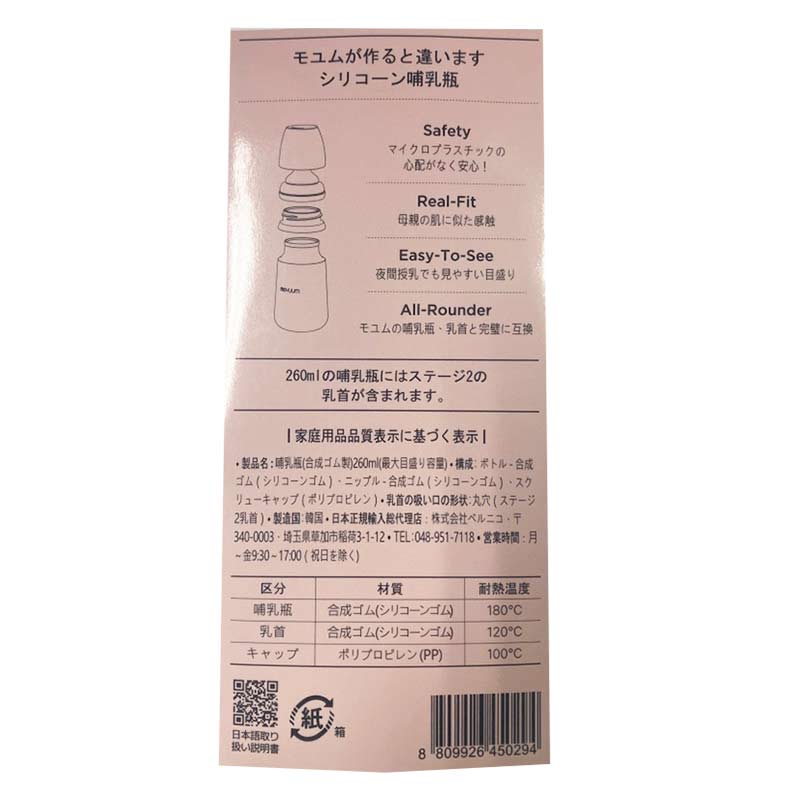 モユムが作ると違います
シリコーン哺乳瓶
Safety
マイクロプラスチックの
心配がなく安心!
Real-Fit
母親の肌に似た感触
Easy-To-See
夜間授乳でも見やすい目盛り
All-Rounder
モユムの哺乳瓶・乳首と完璧に互換
moyuum
260mlの哺乳瓶にはステージ2の
乳首が含まれます。
|家庭用品品質表示に基づく表示|
•製品名:哺乳瓶(合成ゴム製)260ml(最大目盛り容量)•構成: ボトル - 合成
ゴム ( シリコーンゴム )・ニップル - 合成ゴム ( シリコーンゴム )・スク
リューキャップ ( ポリプロピレン )•乳首の吸い口の形状: 丸穴 ( ステージ
2乳首 )•製造国:韓国•日本正規輸入総代理店: 株式会社ベルニコ・〒
340-0003・埼玉県草加市稲荷3-1-12•TEL: 048-951-7118•営業時間: 月
~金9:30~17:00 ( 祝日を除く)
区分 材質 耐熱温度
哺乳瓶 合成ゴム(シリコーンゴム) 180°C
乳首 合成ゴム(シリコーンゴム) 120°C
キャップ ポリプロピレン(PP) 100°C
日本語取り
扱い説明書
紙
箱
8 809926 450294